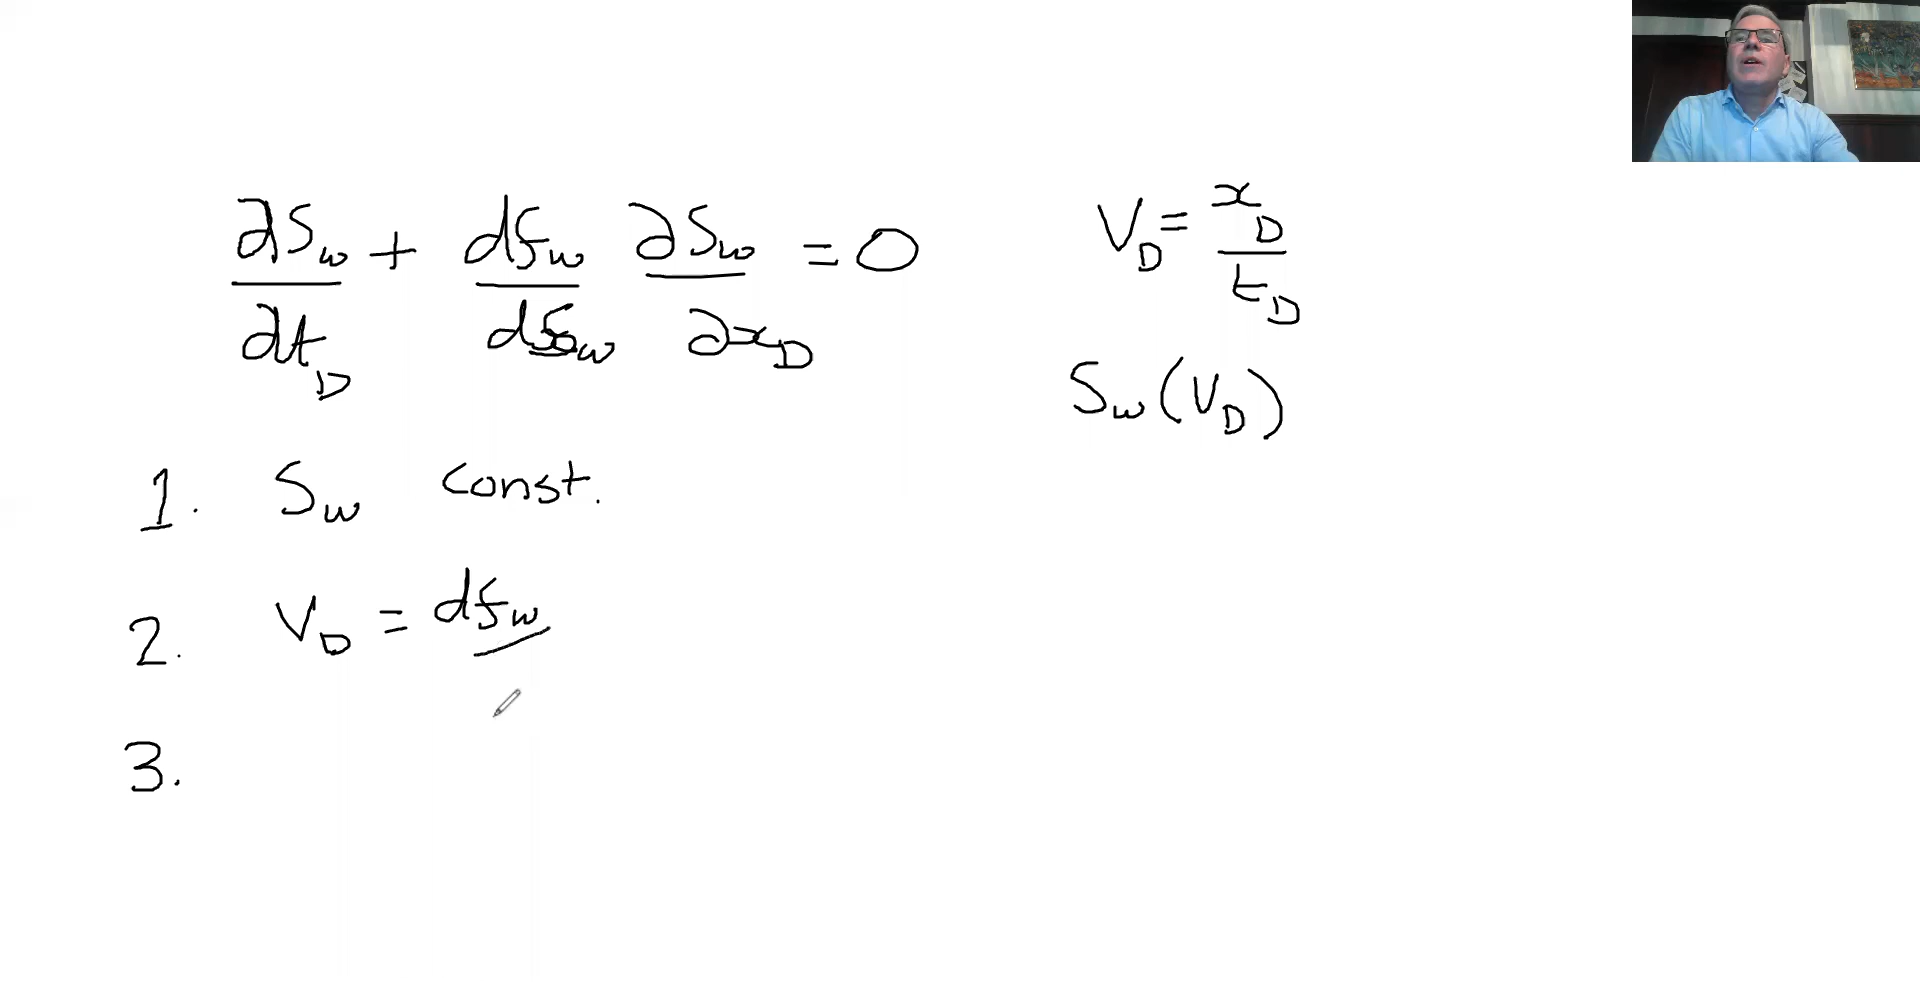 ∂Sw/∂tD + dfw/dSw ∂Sw/∂xD = 0
VD = xD/tD
Sw(VD)
1. Sw const.
2. VD = dfw
3.